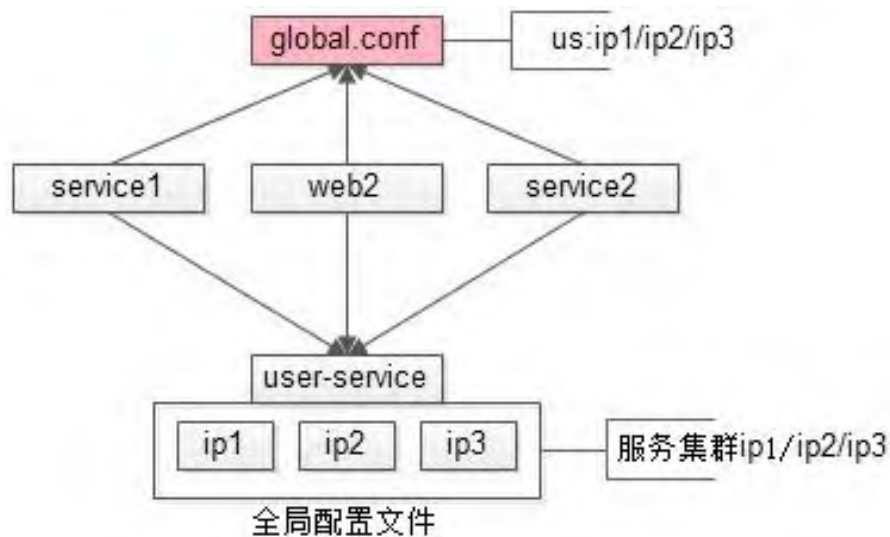 global.conf
us:ip1/ip2/ip3
service1
web2
service2
user-service
ip1
ip2
ip3
服务集群ip1/ip2/ip3
全局配置文件